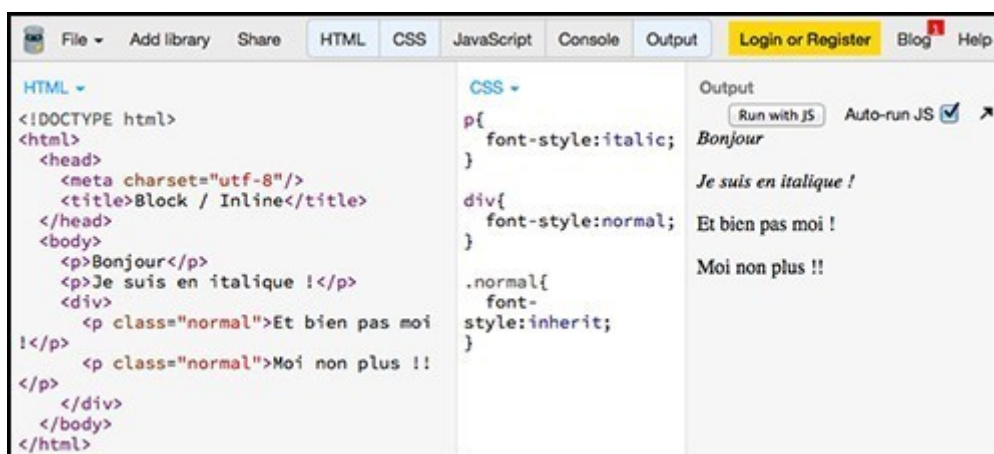 File Add library Share HTML CSS JavaScript Console Output Login or Register Blog 1 Help
HTML
<!DOCTYPE html>
<html>
<head>
<meta charset="utf-8"/>
<title>Block / Inline</title>
</head>
<body>
<p>Bonjour</p>
<p>Je suis en italique !</p>
<div>
<p class="normal">Et bien pas moi
!</p>
<p class="normal">Moi non plus !!
</p>
</div>
</body>
</html>
CSS
p{
font-style:italic;
}
div{
font-style:normal;
}
.normal{
font-
style:inherit;
}
Output
Run with JS Auto-run JS
Bonjour
Je suis en italique !
Et bien pas moi !
Moi non plus !!